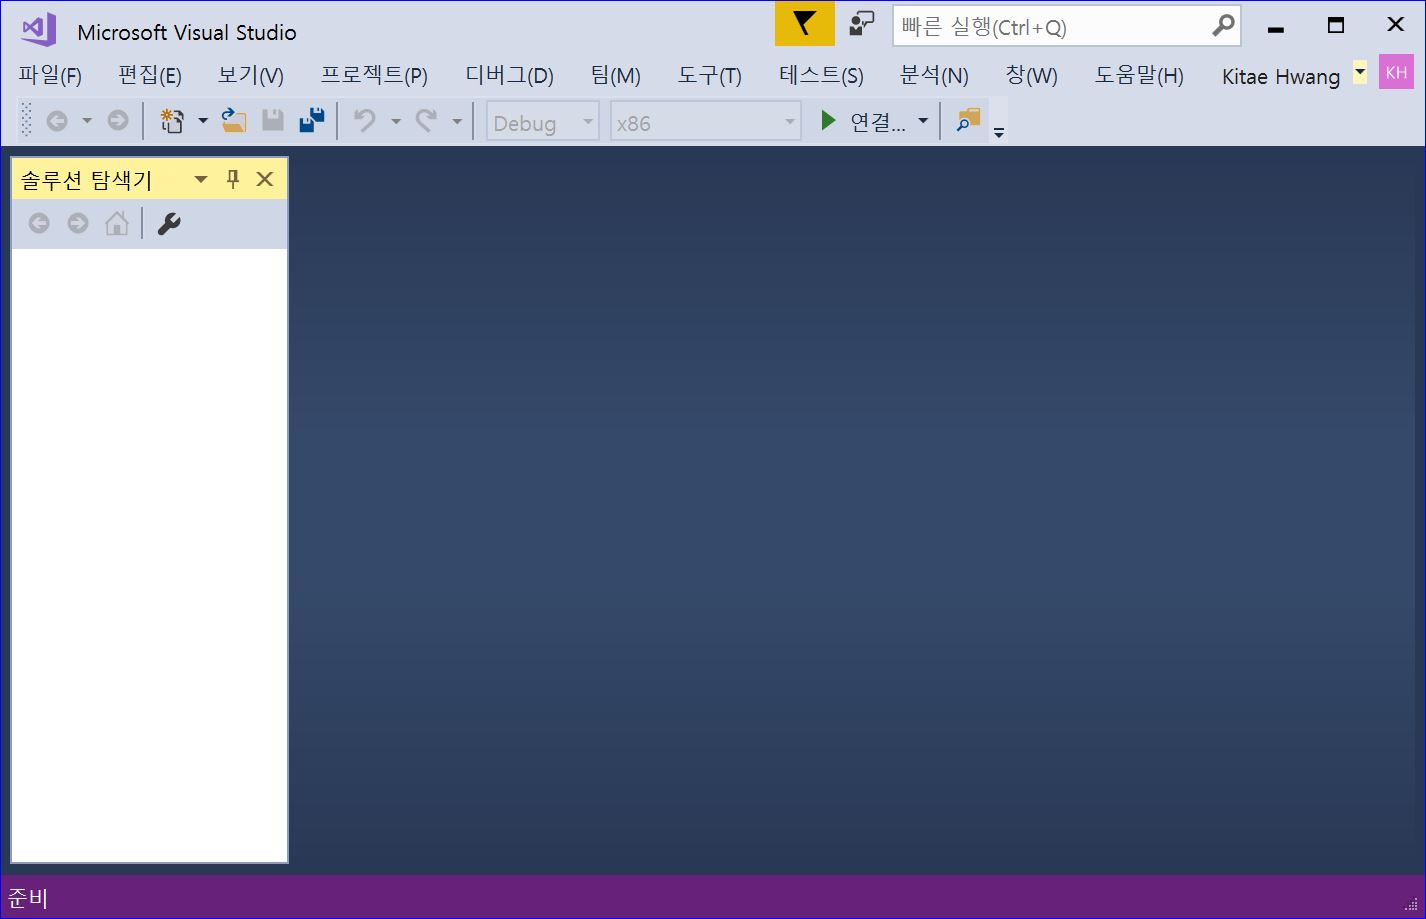 Microsoft Visual Studio
빠른 실행(Ctrl+Q)
파일(F) 편집(E) 보기(V) 프로젝트(P) 디버그(D) 팀(M) 도구(T) 테스트(S) 분석(N) 창(W) 도움말(H) Kitae Hwang KH
Debug x86 연결...
솔루션 탐색기
준비